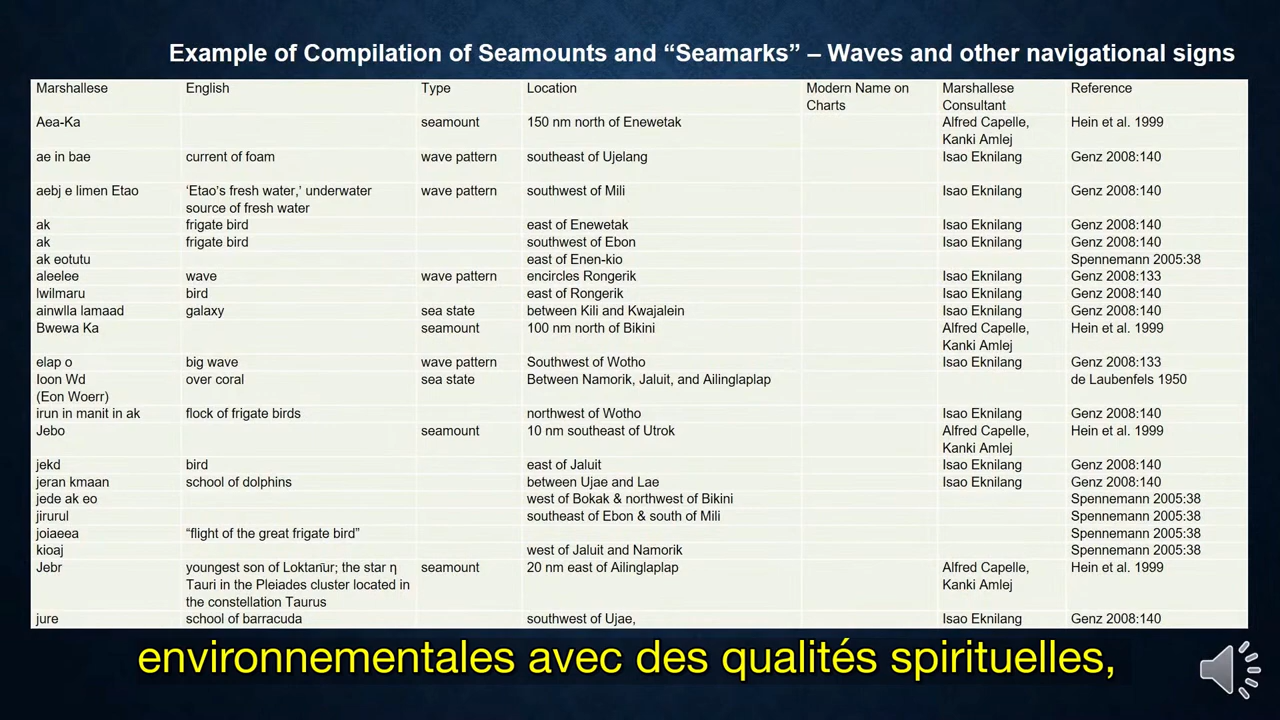 Example of Compilation of Seamounts and “Seamarks” – Waves and other navigational signs
Marshallese English Type Location Modern Name on Marshallese Reference
Charts Consultant
Aea-Ka seamount 150 nm north of Enewetak Alfred Capelle, Hein et al. 1999
Kanki Amlej
ae in bae current of foam wave pattern southeast of Ujelang Isao Eknilang Genz 2008:140
aebj e limen Etao ‘Etao’s fresh water,’ underwater wave pattern southwest of Mili Isao Eknilang Genz 2008:140
source of fresh water
ak frigate bird east of Enewetak Isao Eknilang Genz 2008:140
ak frigate bird southwest of Ebon Isao Eknilang Genz 2008:140
ak eotutu east of Enen-kio Spennemann 2005:38
aleelee wave wave pattern encircles Rongerik Isao Eknilang Genz 2008:133
lwilmaru bird east of Rongerik Isao Eknilang Genz 2008:140
ainwlla lamaad galaxy sea state between Kili and Kwajalein Isao Eknilang Genz 2008:140
Bwewa Ka seamount 100 nm north of Bikini Alfred Capelle, Hein et al. 1999
Kanki Amlej
elap o big wave wave pattern Southwest of Wotho Isao Eknilang Genz 2008:133
Ioon Wd over coral sea state Between Namorik, Jaluit, and Ailinglaplap de Laubenfels 1950
(Eon Woerr)
irun in manit in ak flock of frigate birds northwest of Wotho Isao Eknilang Genz 2008:140
Jebo seamount 10 nm southeast of Utrok Alfred Capelle, Hein et al. 1999
Kanki Amlej
jekd bird east of Jaluit Isao Eknilang Genz 2008:140
jeran kmaan school of dolphins between Ujae and Lae Isao Eknilang Genz 2008:140
jede ak eo west of Bokak & northwest of Bikini Spennemann 2005:38
jirurul southeast of Ebon & south of Mili Spennemann 2005:38
joiaeea “flight of the great frigate bird” Spennemann 2005:38
kioaj west of Jaluit and Namorik Spennemann 2005:38
Jebr youngest son of Loktan̄ur; the star η seamount 20 nm east of Ailinglaplap Alfred Capelle, Hein et al. 1999
Tauri in the Pleiades cluster located in Kanki Amlej
the constellation Taurus
jure school of barracuda southwest of Ujae, Isao Eknilang Genz 2008:140
environnementales avec des qualités spirituelles,